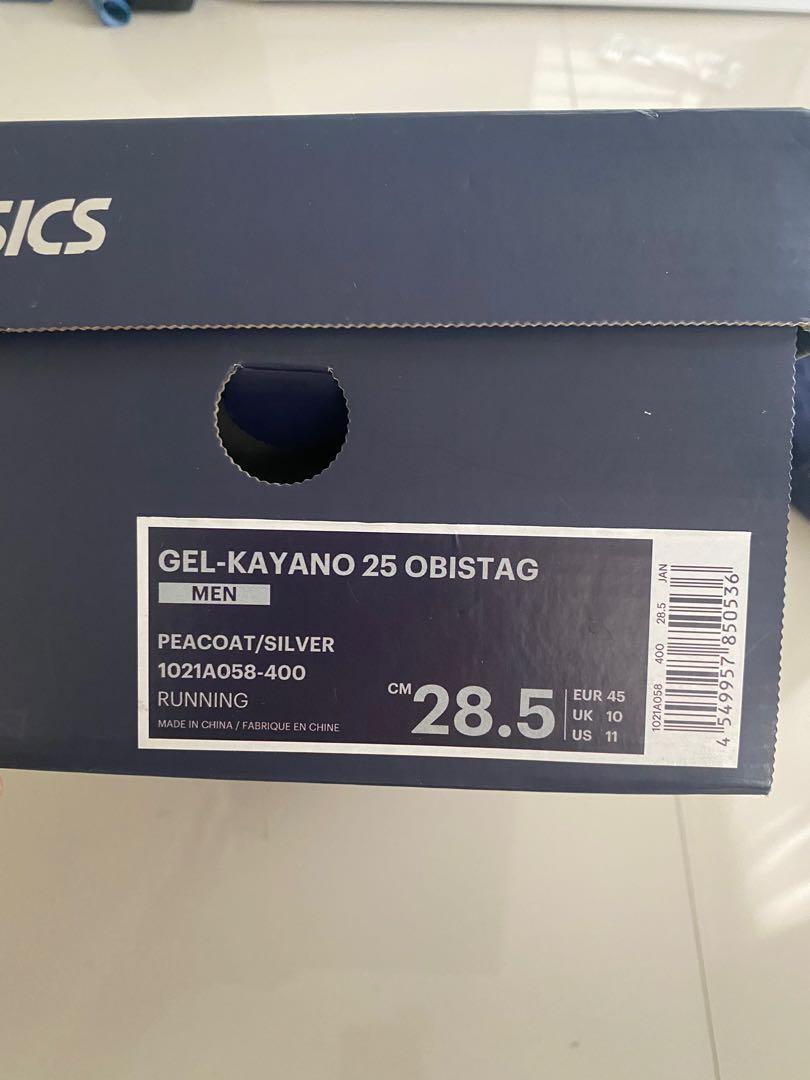 SICS
GEL-KAYANO 25 OBISTAG
MEN
PEACOAT/SILVER
1021A058-400
RUNNING
MADE IN CHINA / FABRIQUE EN CHINE
CM 28.5
EUR 45
UK 10
US 11
1021A058 400 28.5 JAN
4 549957 850536